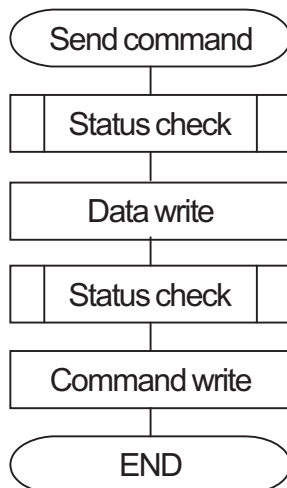 Send command
Status check
Data write
Status check
Command write
END